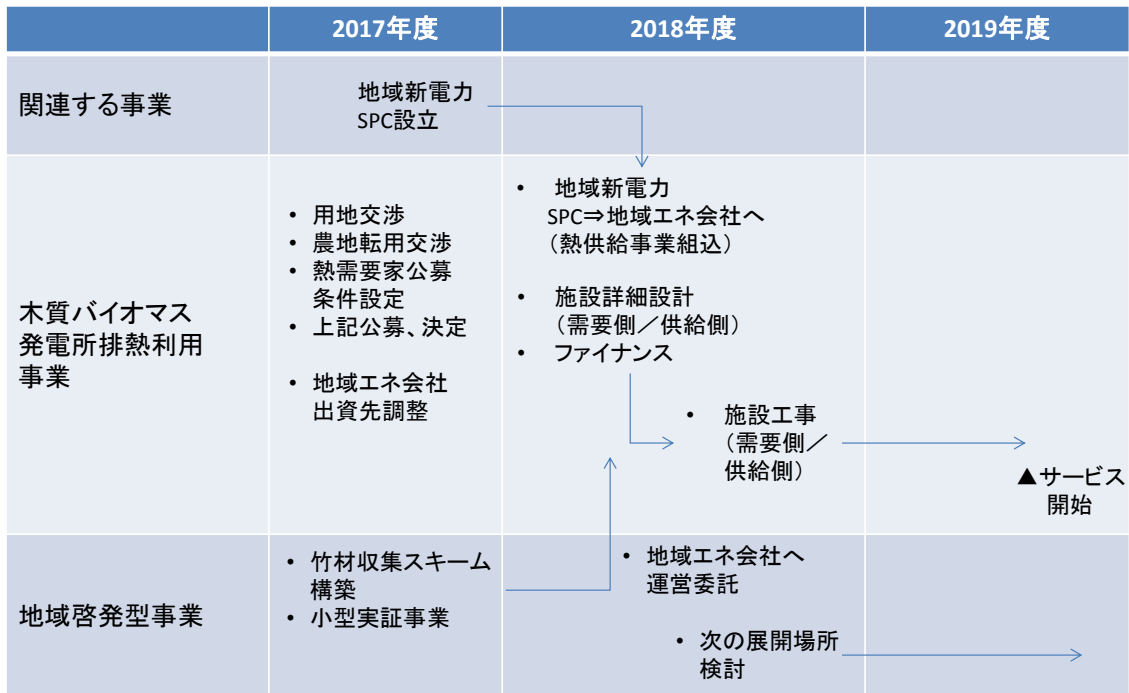 2017年度
2018年度
2019年度
関連する事業
地域新電力
SPC設立
木質バイオマス
発電所排熱利用
事業
• 用地交渉
• 農地転用交渉
• 熱需要家公募
条件設定
• 上記公募、決定
• 地域エネ会社
出資先調整
• 地域新電力
SPC⇒地域エネ会社へ
（熱供給事業組込）
• 施設詳細設計
（需要側／供給側）
• ファイナンス
• 施設工事
（需要側／
供給側）
▲サービス
開始
地域啓発型事業
• 竹材収集スキーム
構築
• 小型実証事業
• 地域エネ会社へ
運営委託
• 次の展開場所
検討